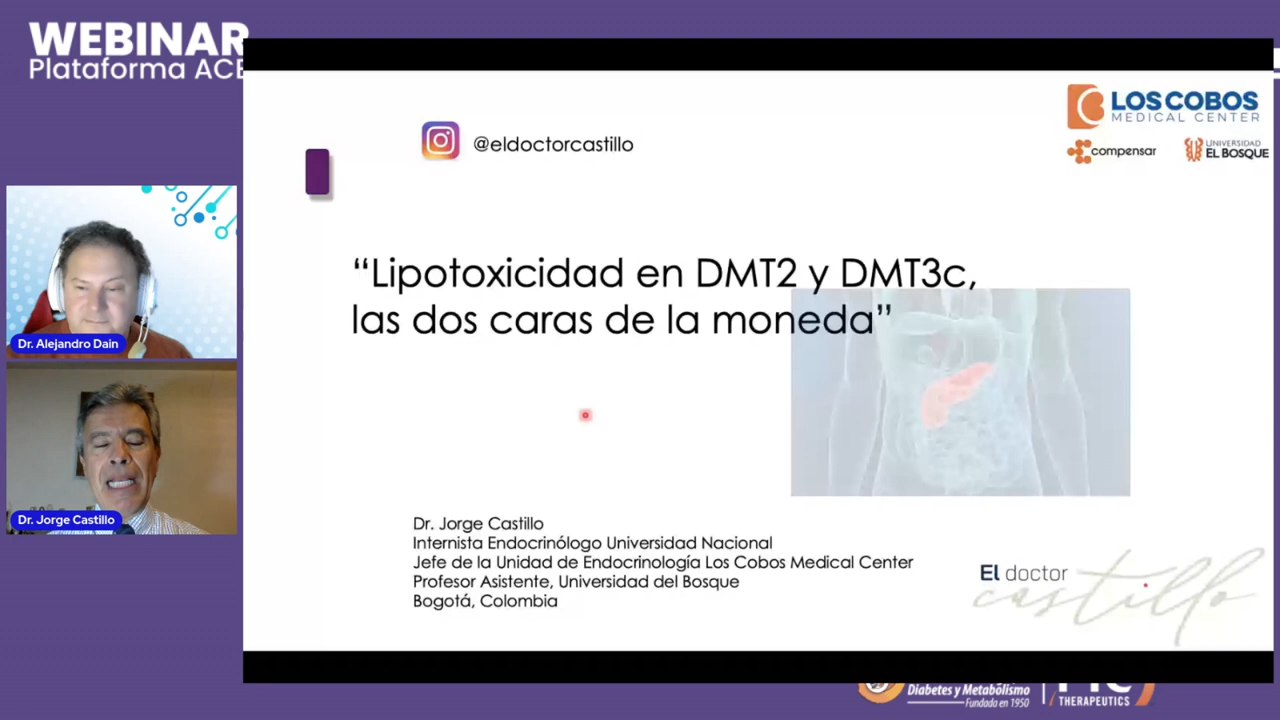 WEBINAR
Plataforma
LOS COBOS
MEDICAL CENTER
compensar
UNIVERSIDAD
EL BOSQUE
@eldoctorcastillo
“Lipotoxicidad en DMT2 y DMT3c,
las dos caras de la moneda”
Dr. Alejandro Dain
Dr. Jorge Castillo
Dr. Jorge Castillo
Internista Endocrinólogo Universidad Nacional
Jefe de la Unidad de Endocrinología Los Cobos Medical Center
Profesor Asistente, Universidad del Bosque
Bogotá, Colombia
El doctor
castillo
Diabetes y Metabolismo
Fundada en 1950
THERAPEUTICS